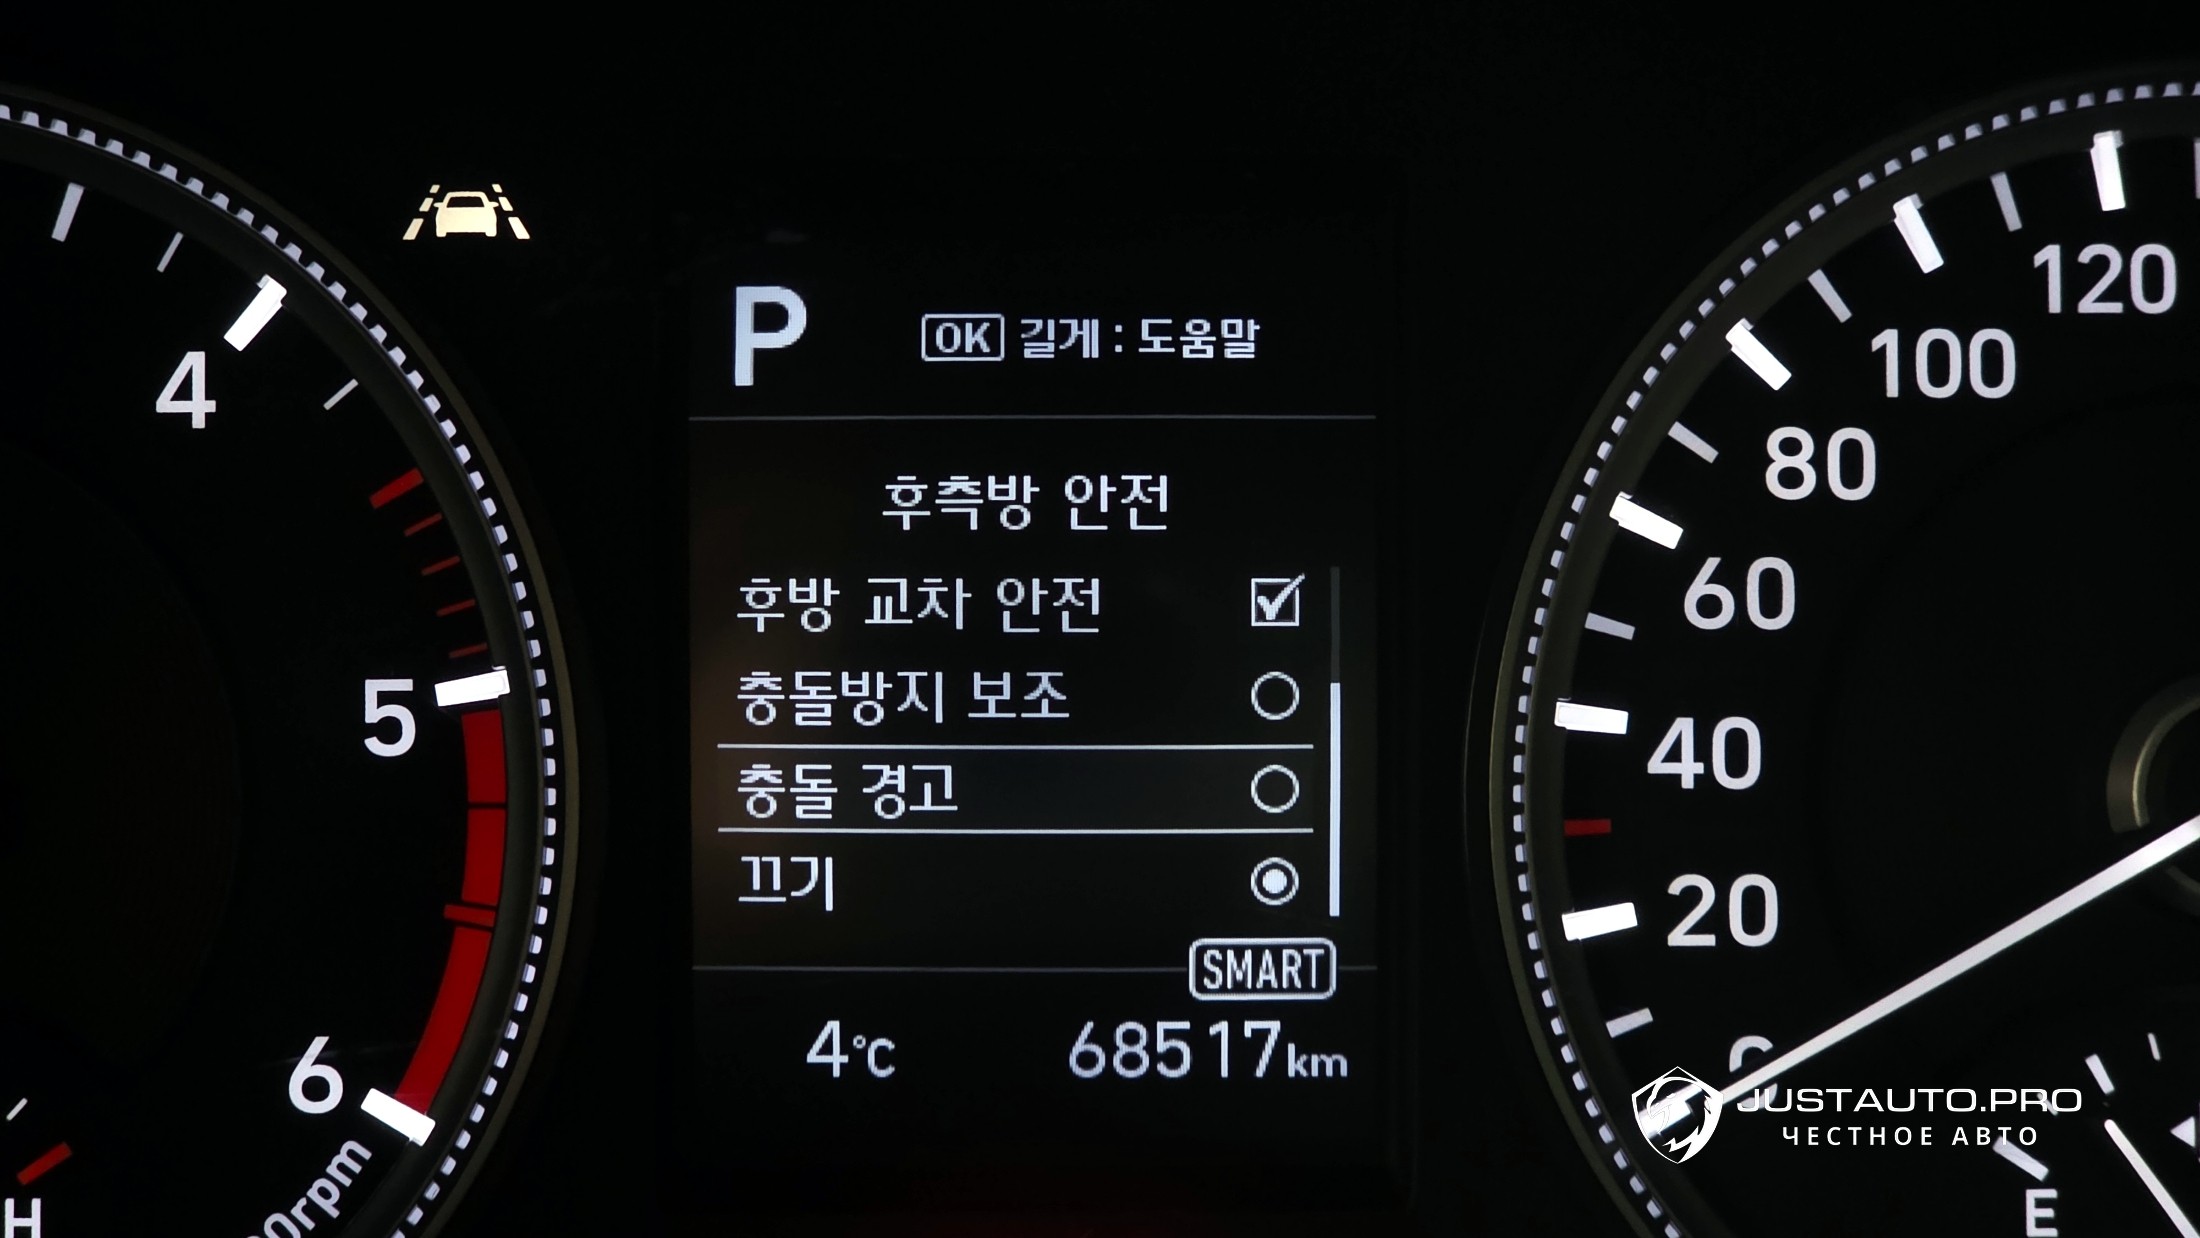 P
OK 길게 : 도움말
후측방 안전
후방 교차 안전
충돌방지 보조
충돌 경고
끄기
SMART
4°C
68517km
4
5
6
rpm
H
120
100
80
60
40
20
0
E
JUSTAUTO.PRO
ЧЕСТНОЕ АВТО